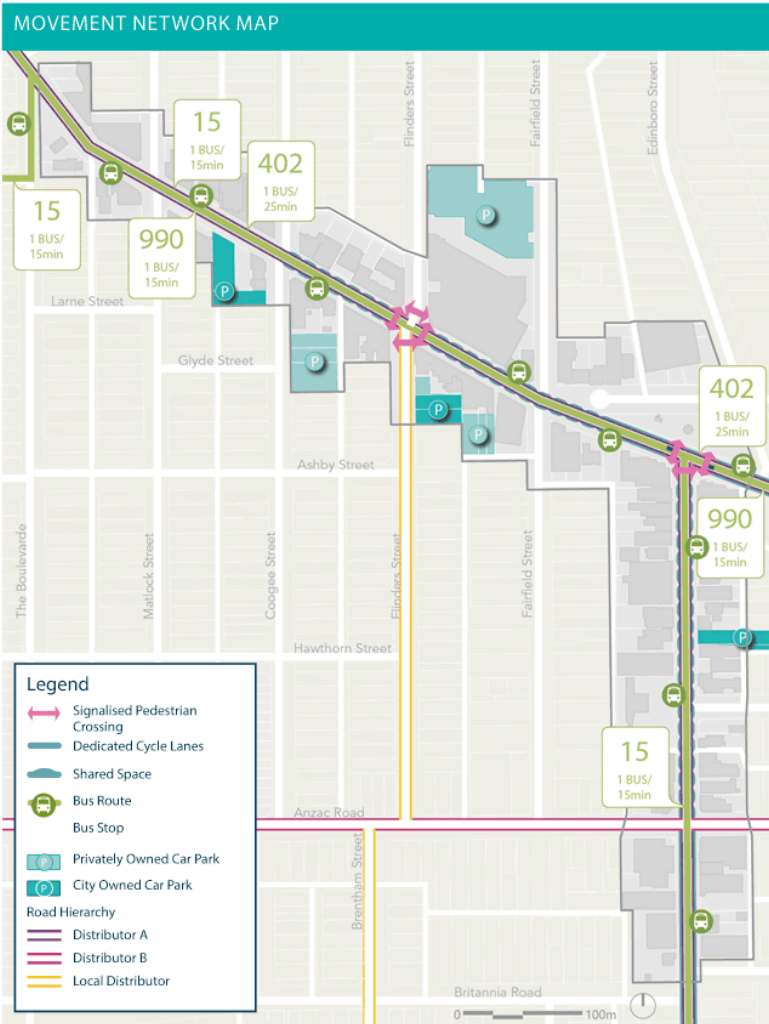 MOVEMENT NETWORK MAP
Flinders Street
Fairfield Street
Edinboro Street
15
1 BUS/
15min
402
1 BUS/
25min
15
1 BUS/
15min
990
1 BUS/
15min
P
P
Larne Street
Glyde Street
P
P
P
402
1 BUS/
25min
Ashby Street
990
1 BUS/
15min
The Boulevarde
Matlock Street
Coogee Street
Flinders Street
Fairfield Street
P
Hawthorn Street
15
1 BUS/
15min
Anzac Road
Brentham Street
Britannia Road
0
100m
Legend
Signalised Pedestrian
Crossing
Dedicated Cycle Lanes
Shared Space
Bus Route
Bus Stop
P
Privately Owned Car Park
P
City Owned Car Park
Road Hierarchy
Distributor A
Distributor B
Local Distributor